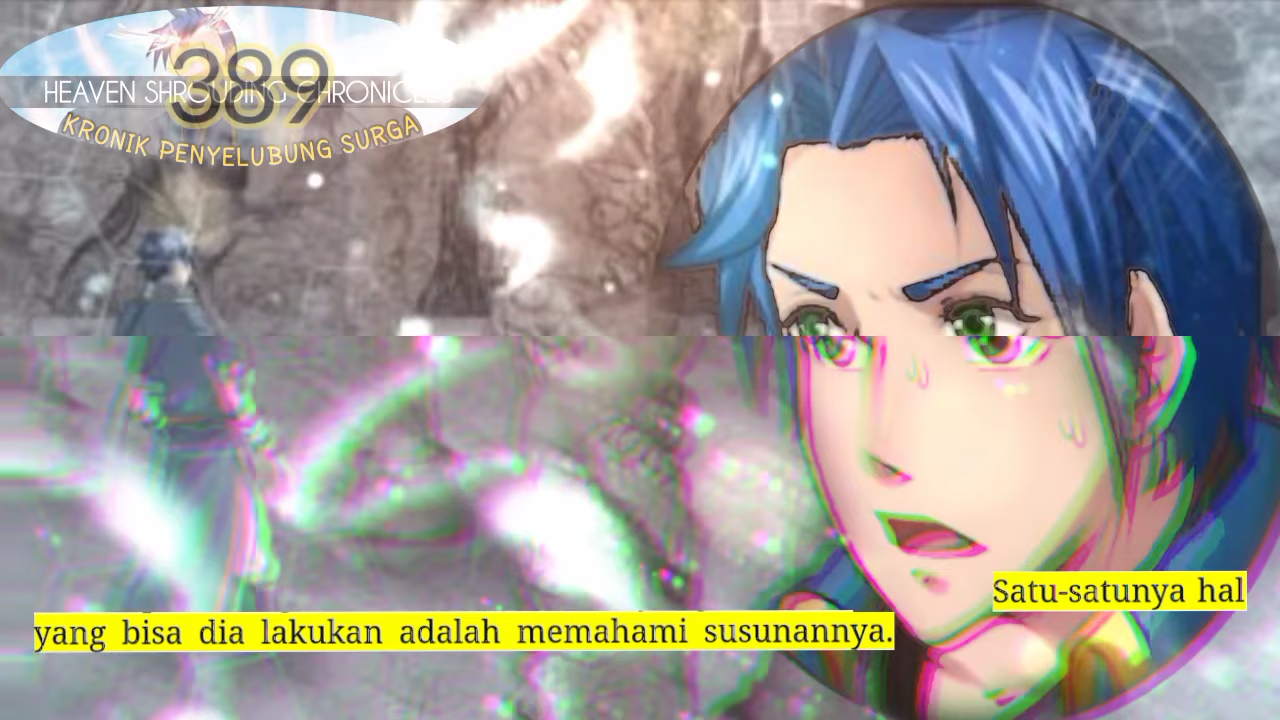 389
HEAVEN SHROUDING CHRONICLES
KRONIK PENYELUBUNG SURGA
Satu-satunya hal
yang bisa dia lakukan adalah memahami susunannya.